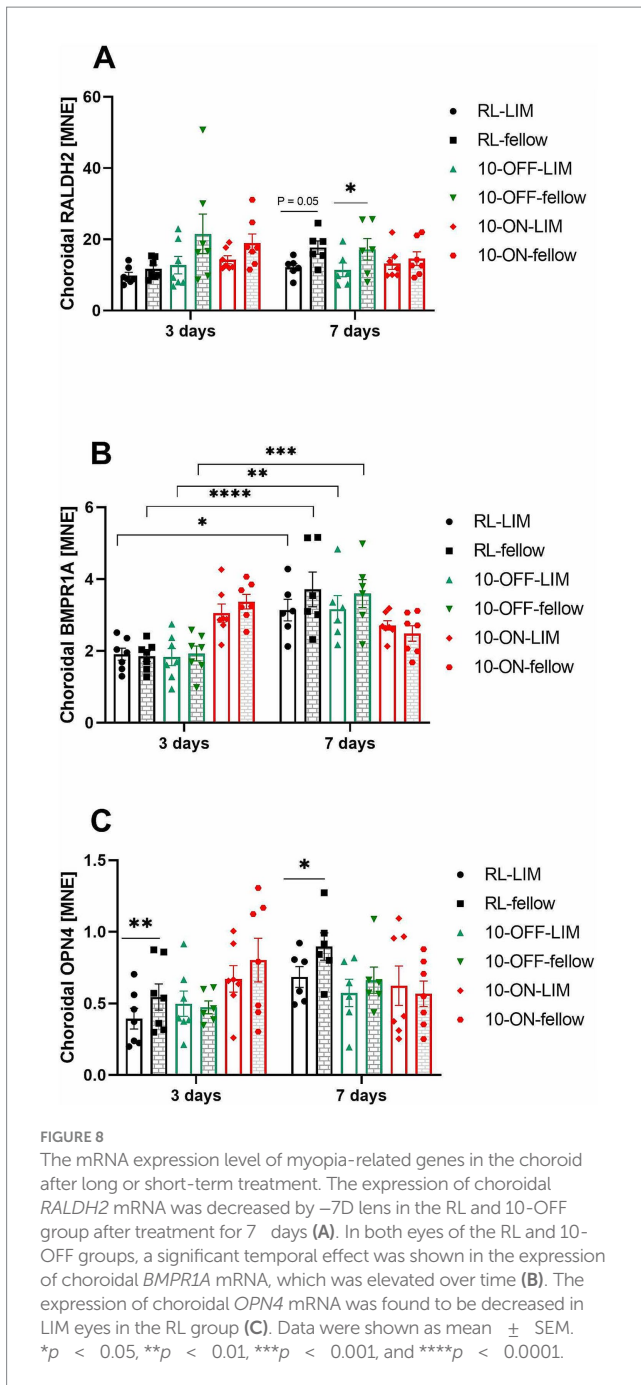 A
Choroidal RALDH2 [MNE]
60
40
20
0
P = 0.05
*
3 days
7 days
RL-LIM
RL-fellow
10-OFF-LIM
10-OFF-fellow
10-ON-LIM
10-ON-fellow
B
Choroidal BMPR1A [MNE]
6
4
2
0
***
**
****
*
3 days
7 days
RL-LIM
RL-fellow
10-OFF-LIM
10-OFF-fellow
10-ON-LIM
10-ON-fellow
C
Choroidal OPN4 [MNE]
1.5
1.0
0.5
0.0
**
*
3 days
7 days
RL-LIM
RL-fellow
10-OFF-LIM
10-OFF-fellow
10-ON-LIM
10-ON-fellow
FIGURE 8
The mRNA expression level of myopia-related genes in the choroid
after long or short-term treatment. The expression of choroidal
RALDH2 mRNA was decreased by −7D lens in the RL and 10-OFF
group after treatment for 7 days (A). In both eyes of the RL and 10-
OFF groups, a significant temporal effect was shown in the expression
of choroidal BMPR1A mRNA, which was elevated over time (B). The
expression of choroidal OPN4 mRNA was found to be decreased in
LIM eyes in the RL group (C). Data were shown as mean ± SEM.
*p < 0.05, **p < 0.01, ***p < 0.001, and ****p < 0.0001.